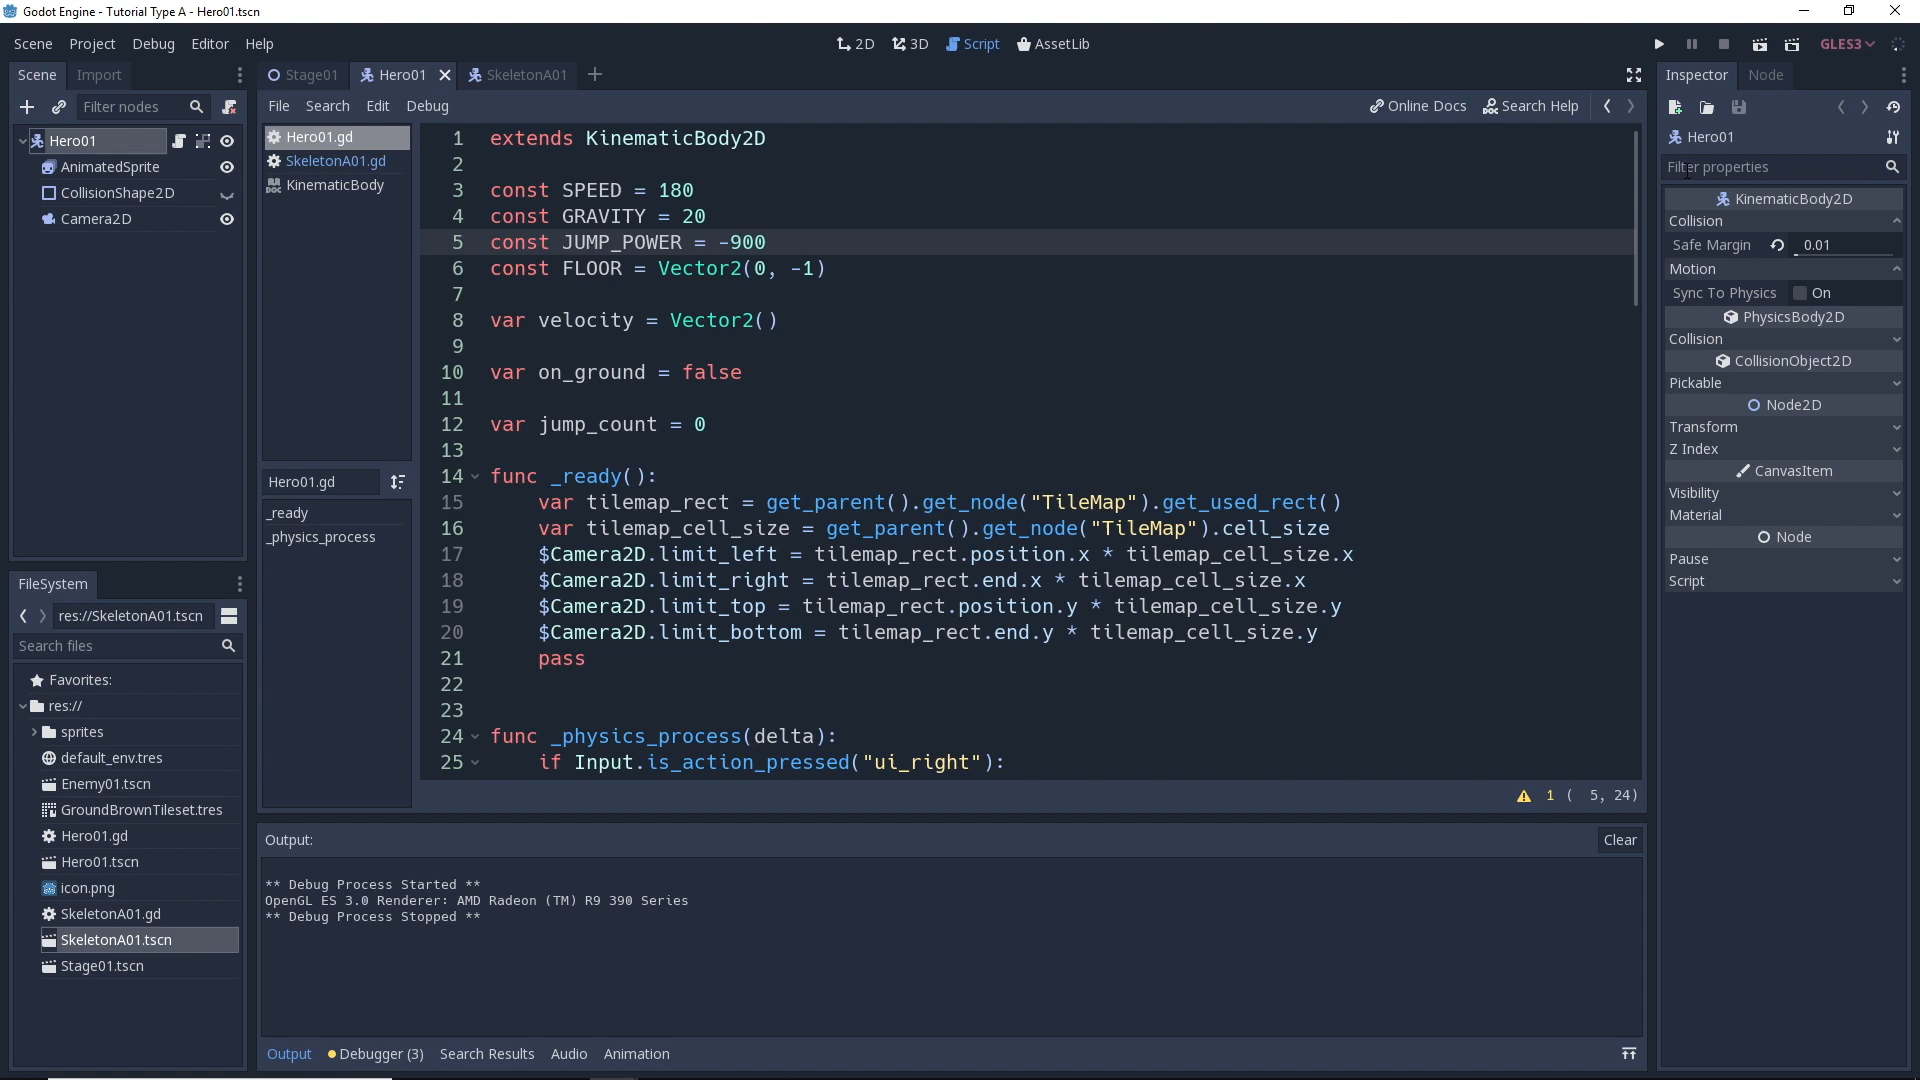 Godot Engine - Tutorial Type A - Hero01.tscn
Scene Project Debug Editor Help
2D 3D Script AssetLib
GLES3
Scene Import
Filter nodes
Hero01
AnimatedSprite
CollisionShape2D
Camera2D
FileSystem
res://SkeletonA01.tscn
Search files
Favorites:
res://
sprites
default_env.tres
Enemy01.tscn
GroundBrownTileset.tres
Hero01.gd
Hero01.tscn
icon.png
SkeletonA01.gd
SkeletonA01.tscn
Stage01.tscn
Stage01 Hero01 SkeletonA01
File Search Edit Debug
Online Docs Search Help
Hero01.gd
SkeletonA01.gd
KinematicBody
Hero01.gd
_ready
_physics_process
1 extends KinematicBody2D
2
3 const SPEED = 180
4 const GRAVITY = 20
5 const JUMP_POWER = -900
6 const FLOOR = Vector2(0, -1)
7
8 var velocity = Vector2()
9
10 var on_ground = false
11
12 var jump_count = 0
13
14 func _ready():
15 var tilemap_rect = get_parent().get_node("TileMap").get_used_rect()
16 var tilemap_cell_size = get_parent().get_node("TileMap").cell_size
17 $Camera2D.limit_left = tilemap_rect.position.x * tilemap_cell_size.x
18 $Camera2D.limit_right = tilemap_rect.end.x * tilemap_cell_size.x
19 $Camera2D.limit_top = tilemap_rect.position.y * tilemap_cell_size.y
20 $Camera2D.limit_bottom = tilemap_rect.end.y * tilemap_cell_size.y
21 pass
22
23
24 func _physics_process(delta):
25 if Input.is_action_pressed("ui_right"):
1 ( 5, 24)
Output:
Clear
** Debug Process Started **
OpenGL ES 3.0 Renderer: AMD Radeon (TM) R9 390 Series
** Debug Process Stopped **
Output Debugger (3) Search Results Audio Animation
Inspector Node
Hero01
Filter properties
KinematicBody2D
Collision
Safe Margin 0.01
Motion
Sync To Physics On
PhysicsBody2D
Collision
CollisionObject2D
Pickable
Node2D
Transform
Z Index
CanvasItem
Visibility
Material
Node
Pause
Script